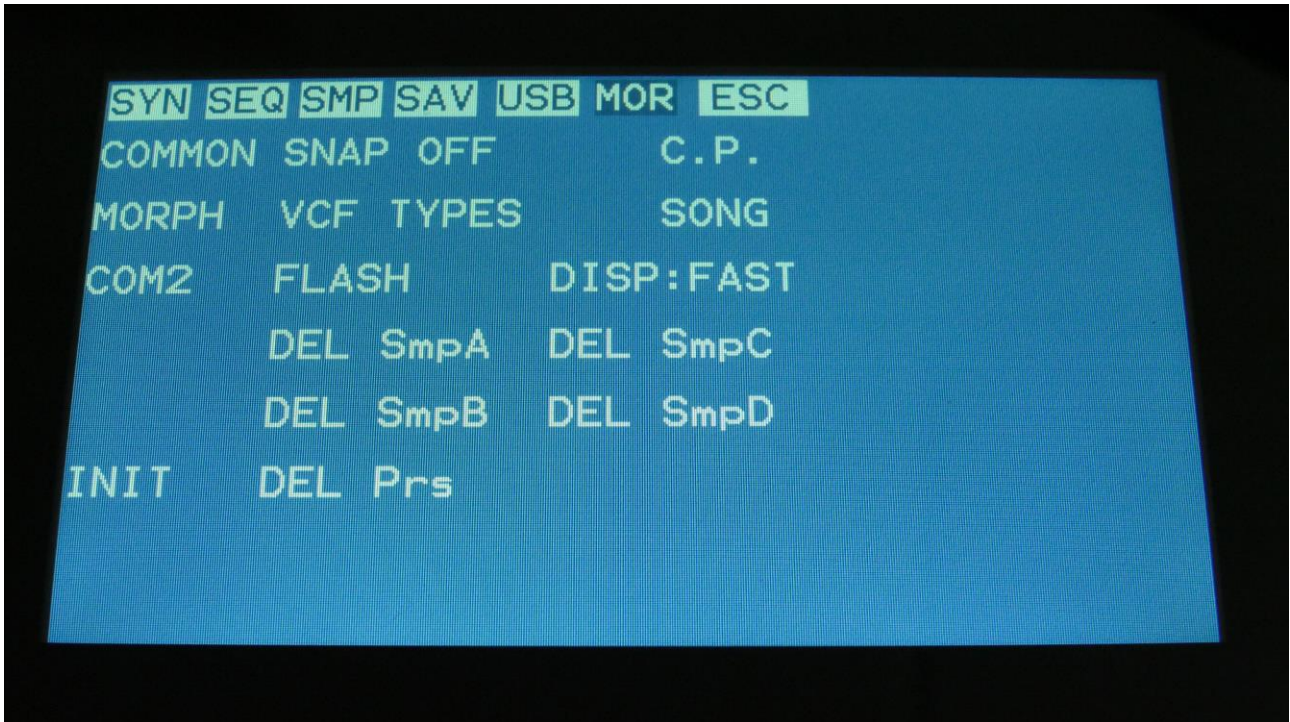 SYN SEQ SMP SAV USB MOR ESC
COMMON SNAP OFF C.P.
MORPH VCF TYPES SONG
COM2 FLASH DISP:FAST
DEL SmpA DEL SmpC
DEL SmpB DEL SmpD
INIT DEL Prs